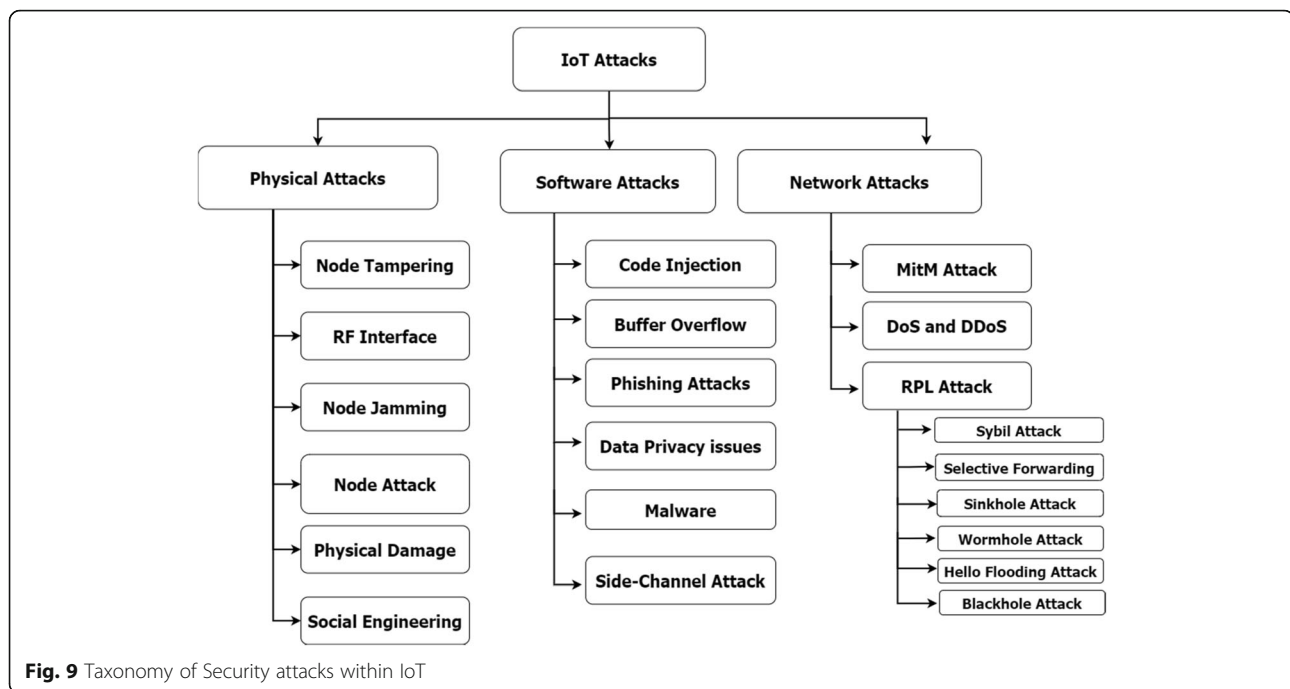 IoT Attacks
Physical Attacks
Node Tampering
RF Interface
Node Jamming
Node Attack
Physical Damage
Social Engineering
Software Attacks
Code Injection
Buffer Overflow
Phishing Attacks
Data Privacy issues
Malware
Side-Channel Attack
Network Attacks
MitM Attack
DoS and DDoS
RPL Attack
Sybil Attack
Selective Forwarding
Sinkhole Attack
Wormhole Attack
Hello Flooding Attack
Blackhole Attack
Fig. 9 Taxonomy of Security attacks within IoT